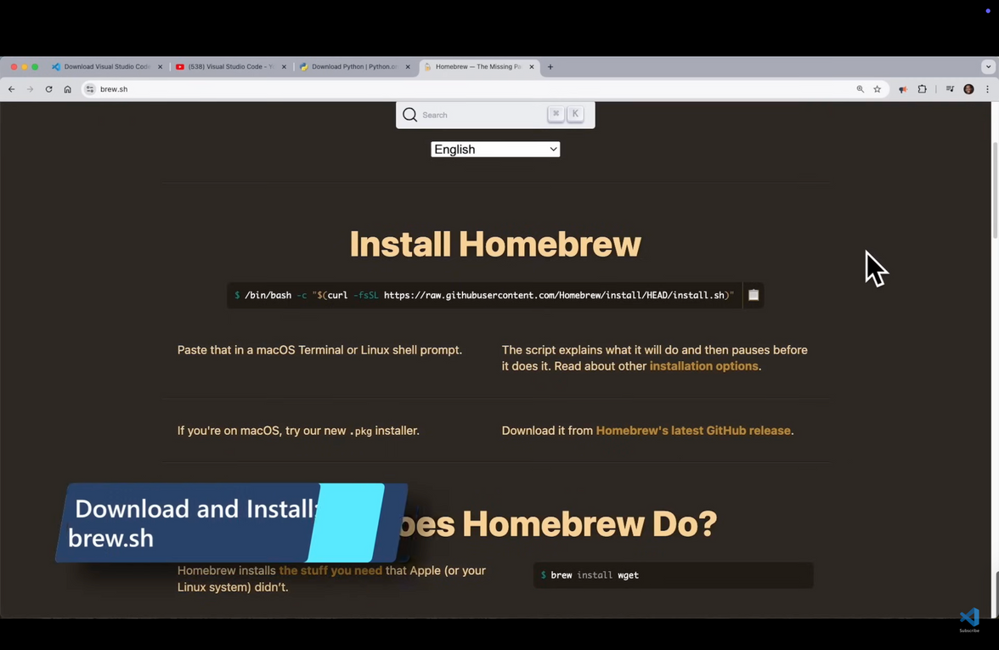 Download Visual Studio Code
(538) Visual Studio Code - Y
Download Python | Python.o
Homebrew — The Missing Pa
brew.sh
Search
⌘ K
English
Install Homebrew
$ /bin/bash -c "$(curl -fsSL https://raw.githubusercontent.com/Homebrew/install/HEAD/install.sh)"
Paste that in a macOS Terminal or Linux shell prompt.
The script explains what it will do and then pauses before
it does it. Read about other installation options.
If you're on macOS, try our new .pkg installer.
Download it from Homebrew's latest GitHub release.
Download and Install:
brew.sh
oes Homebrew Do?
Homebrew installs the stuff you need that Apple (or your
Linux system) didn't.
$ brew install wget
Subscribe